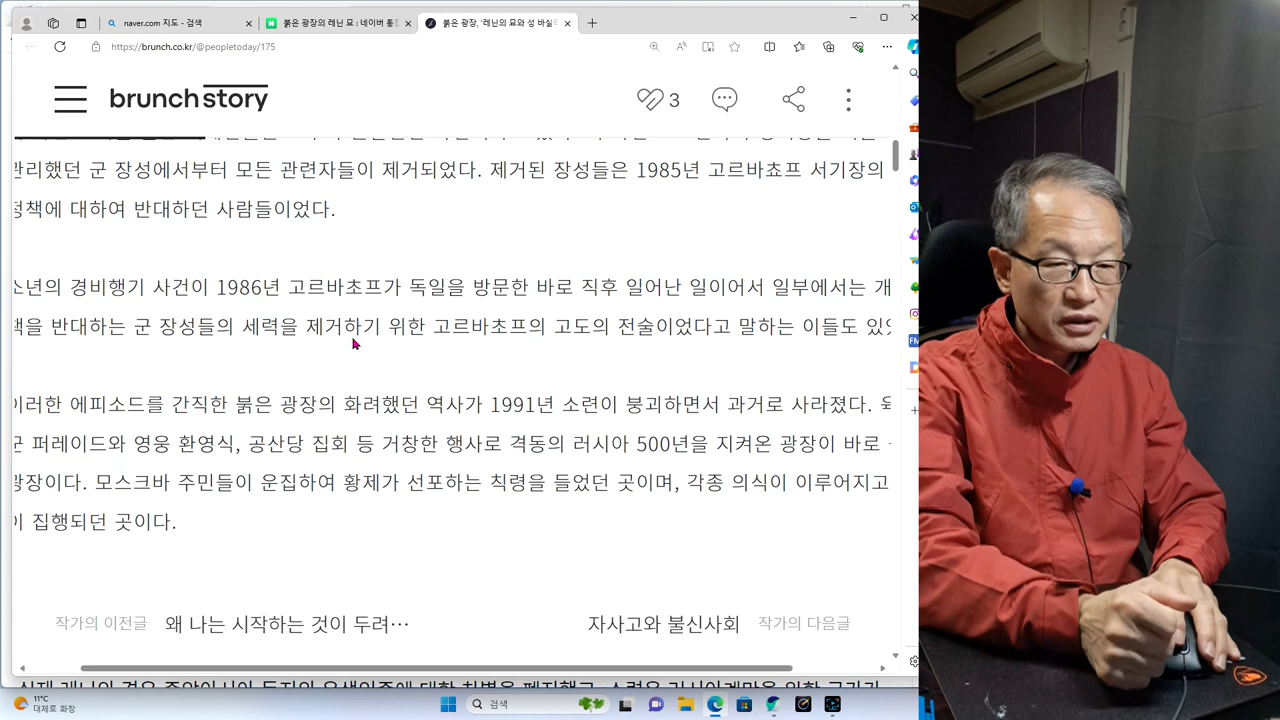 naver.com 지도 - 검색
붉은 광장의 레닌 묘 : 네이버 통
붉은 광장, '레닌의 묘와 성 바실
https://brunch.co.kr/@peopletoday/175
brunch story
3
관리했던 군 장성에서부터 모든 관련자들이 제거되었다. 제거된 장성들은 1985년 고르바쵸프 서기장의
정책에 대하여 반대하던 사람들이었다.
소년의 경비행기 사건이 1986년 고르바초프가 독일을 방문한 바로 직후 일어난 일이어서 일부에서는 개
책을 반대하는 군 장성들의 세력을 제거하기 위한 고르바쵸프의 고도의 전술이었다고 말하는 이들도 있
이러한 에피소드를 간직한 붉은 광장의 화려했던 역사가 1991년 소련이 붕괴하면서 과거로 사라졌다.
군 퍼레이드와 영웅 환영식, 공산당 집회 등 거창한 행사로 격동의 러시아 500년을 지켜온 광장이 바로
광장이다. 모스크바 주민들이 운집하여 황제가 선포하는 칙령을 들었던 곳이며, 각종 의식이 이루어지고
이 집행되던 곳이다.
작가의 이전글 왜 나는 시작하는 것이 두려…
자사고와 불신사회 작가의 다음글
11°C
대체로 화창
검색